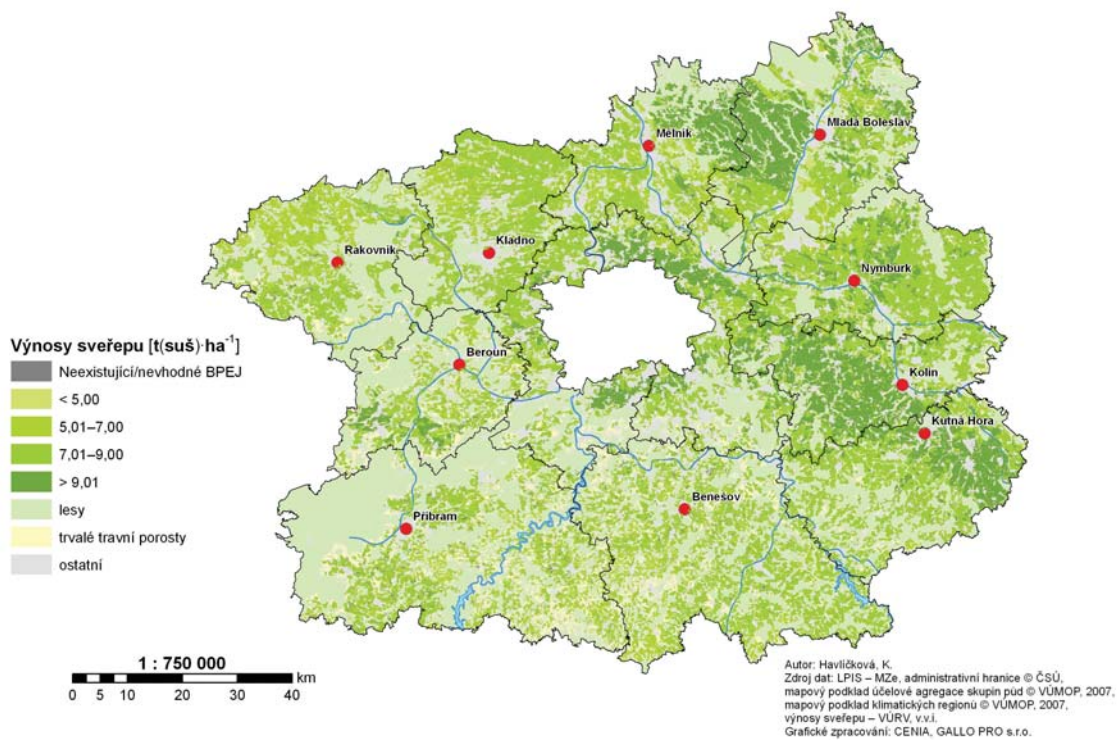 Mělník
Mladá Boleslav
Rakovník
Kladno
Nymburk
Výnosy sveřepu [t(suš)·ha⁻¹]
Neexistující/nevhodné BPEJ
< 5,00
5,01–7,00
7,01–9,00
> 9,01
lesy
trvalé travní porosty
ostatní
Beroun
Kolín
Kutná Hora
Příbram
Benešov
1 : 750 000
0 5 10 20 30 40 km
Autor: Havlíčková, K.
Zdroj dat: LPIS – MZe, administrativní hranice © ČSÚ,
mapový podklad účelové agregace skupin půd © VÚMOP, 2007,
mapový podklad klimatických regionů © VÚMOP, 2007,
výnosy sveřepu – VÚRV, v.v.i.
Grafické zpracování: CENIA, GALLO PRO s.r.o.